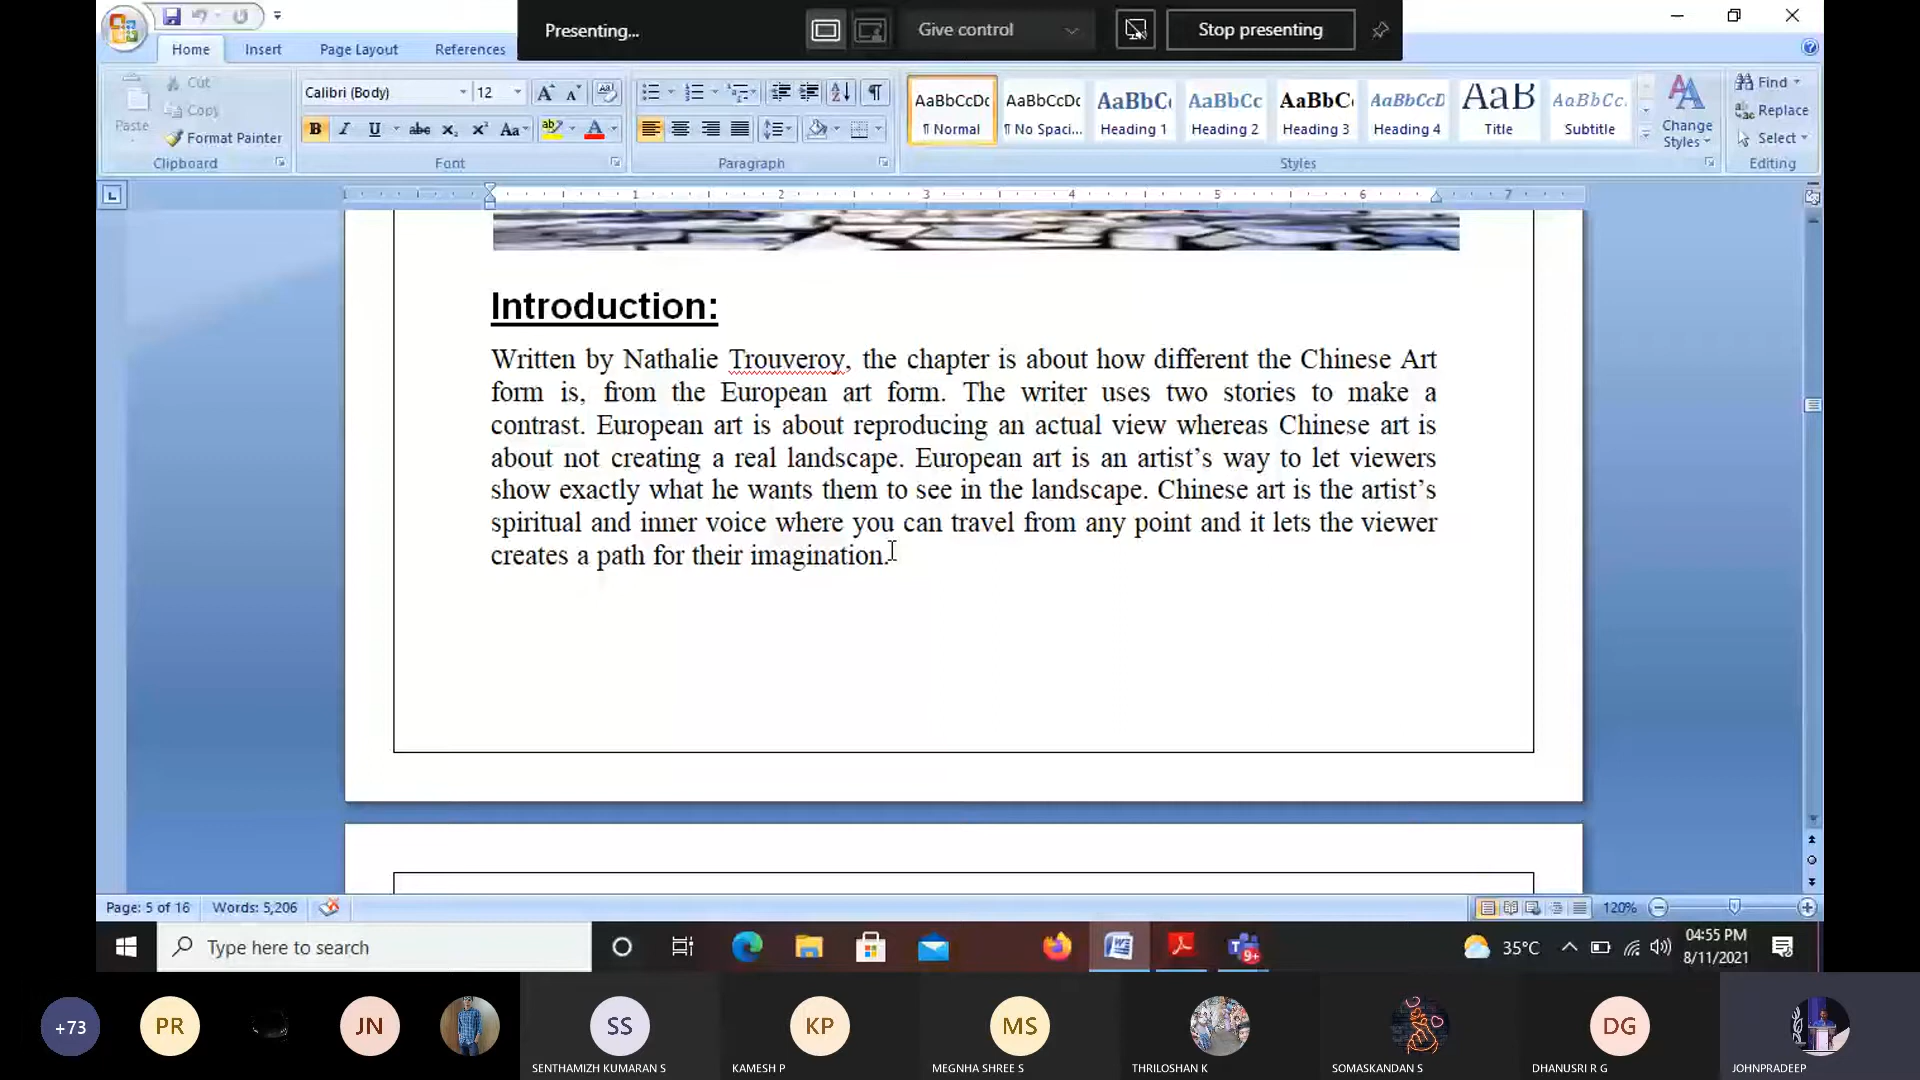 Presenting...
Give control
Stop presenting
Home
Insert
Page Layout
References
Paste
Cut
Copy
Format Painter
Clipboard
Calibri (Body)
12
Font
Paragraph
AaBbCcDc
¶ Normal
AaBbCcDc
¶ No Spaci...
AaBbC
Heading 1
AaBbCc
Heading 2
AaBbC
Heading 3
AaBbCcD
Heading 4
AaB
Title
AaBbCc.
Subtitle
Change
Styles
Styles
Find
Replace
Select
Editing
1
1
2
3
4
5
6
7
Introduction:
Written by Nathalie Trouveroy, the chapter is about how different the Chinese Art
form is, from the European art form. The writer uses two stories to make a
contrast. European art is about reproducing an actual view whereas Chinese art is
about not creating a real landscape. European art is an artist’s way to let viewers
show exactly what he wants them to see in the landscape. Chinese art is the artist’s
spiritual and inner voice where you can travel from any point and it lets the viewer
creates a path for their imagination.
Page: 5 of 16
Words: 5,206
120%
Type here to search
9+
35°C
04:55 PM
8/11/2021
+73
PR
JN
SS
SENTHAMIZH KUMARAN S
KP
KAMESH P
MS
MEGNHA SHREE S
THRILOSHAN K
SOMASKANDAN S
DG
DHANUSRI R G
JOHNPRADEEP